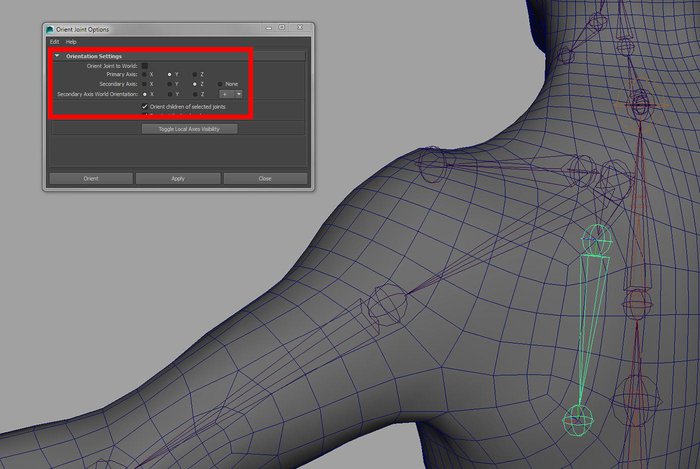 Orient Joint Options
Edit Help
Orientation Settings
Orient Joint to World:
Primary Axis: X Y Z
Secondary Axis: X Y Z None
Secondary Axis World Orientation: X Y Z +
Orient children of selected joints
Toggle Local Axes Visibility
Orient Apply Close